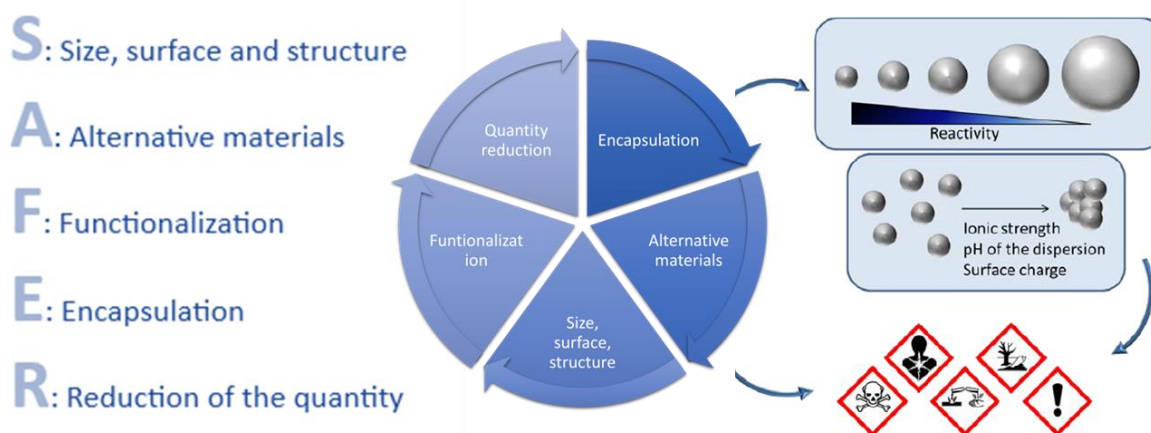 S: Size, surface and structure
A: Alternative materials
F: Functionalization
E: Encapsulation
R: Reduction of the quantity
Quantity
reduction
Encapsulation
Funtionalizat
ion
Alternative
materials
Size,
surface,
structure
Reactivity
Ionic strength
pH of the dispersion
Surface charge